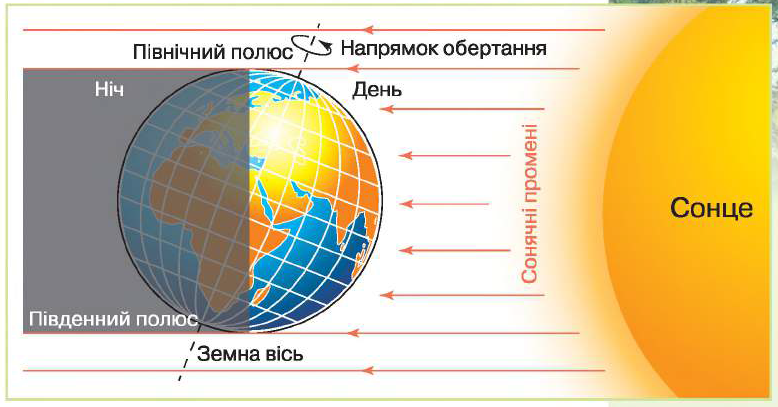 Північний полюс
Напрямок обертання
Ніч
День
Сонячні промені
Сонце
Південний полюс
Земна вісь